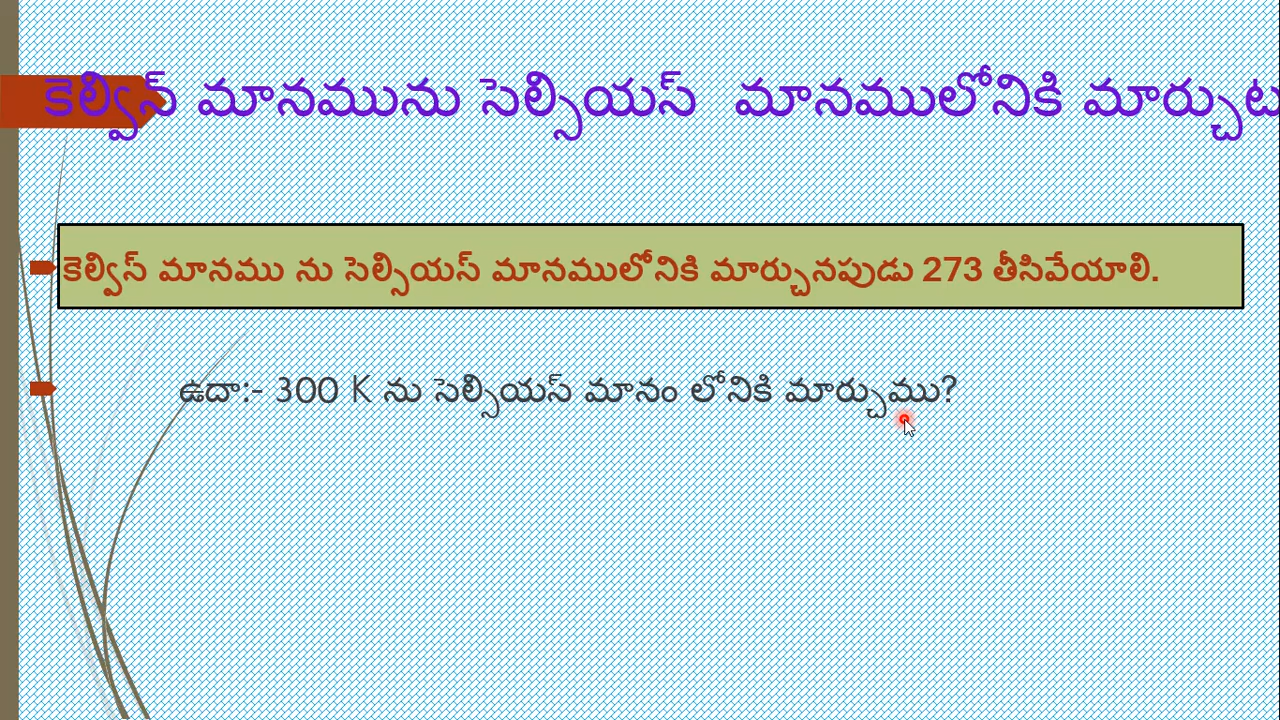 కెల్విన్ మానమును సెల్సియస్ మానములోనికి మార్చుట
కెల్విన్ మానము ను సెల్సియస్ మానములోనికి మార్చునపుడు 273 తీసివేయాలి.
ఉదా:- 300 K ను సెల్సియస్ మానం లోనికి మార్చుము?